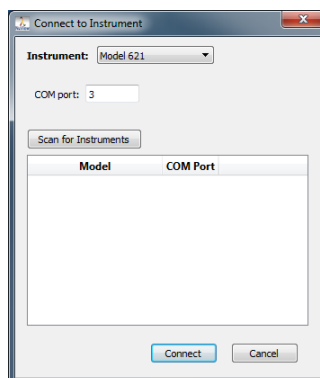 Connect to Instrument
Instrument: Model 621
COM port: 3
Scan for Instruments
Model COM Port
Connect Cancel